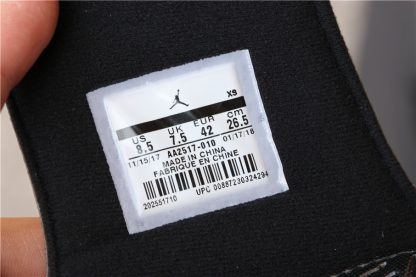 XS
US UK EUR cm
8.5 7.5 42 26.5
11/15/17 AA2517-010 01/17/18
MADE IN CHINA
FABRIQUE EN CHINE
202551710 UPC 00887230324294